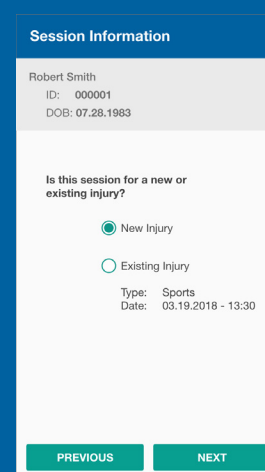 Session Information
Robert Smith
ID: 000001
DOB: 07.28.1983
Is this session for a new or
existing injury?
New Injury
Existing Injury
Type: Sports
Date: 03.19.2018 - 13:30
PREVIOUS NEXT